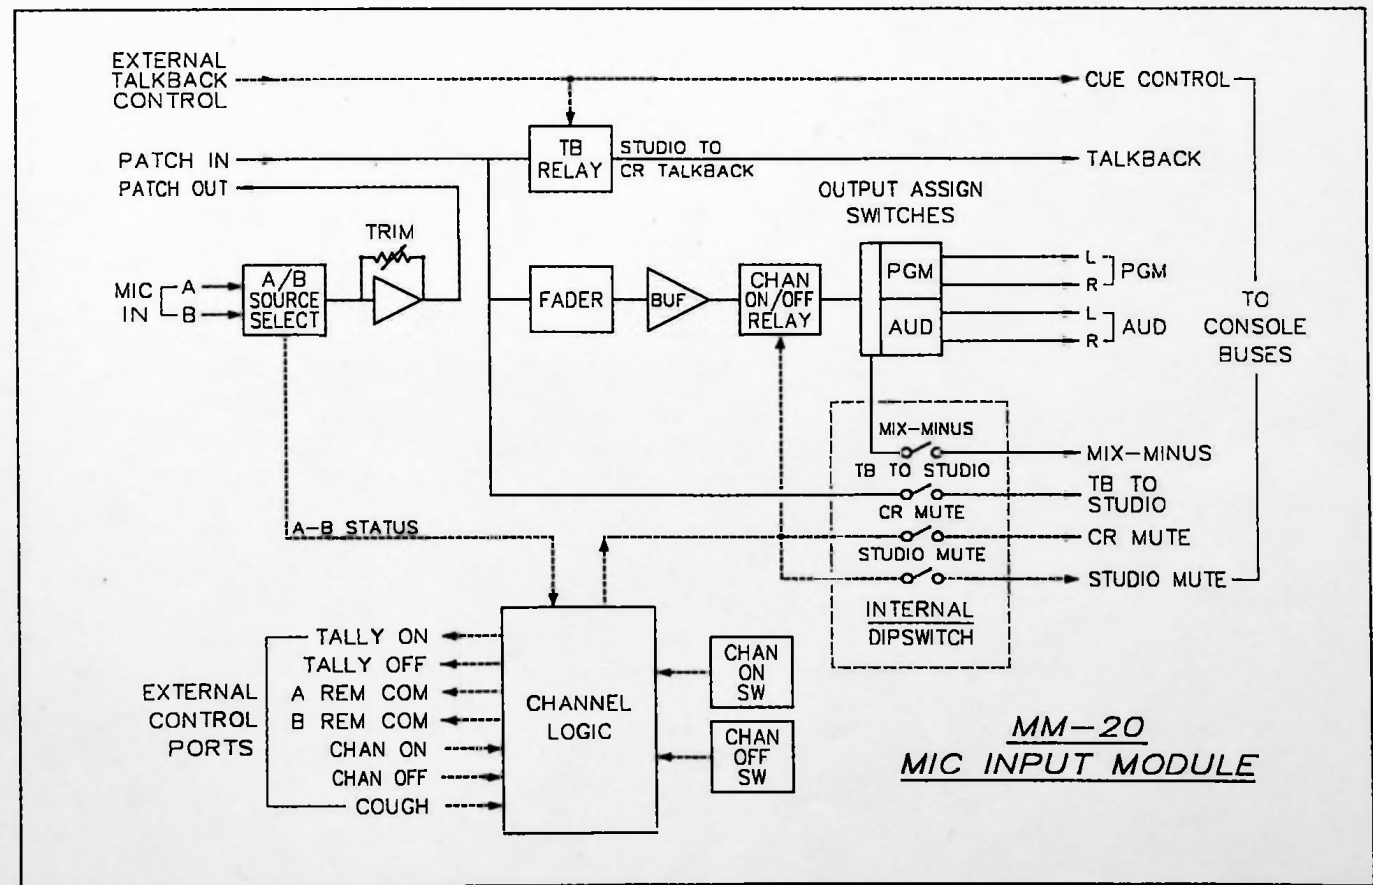 EXTERNAL
TALKBACK
CONTROL
CUE CONTROL
PATCH IN
TB
RELAY
STUDIO TO
CR TALKBACK
TALKBACK
PATCH OUT
OUTPUT ASSIGN
SWITCHES
TRIM
MIC
IN
A
B
A/B
SOURCE
SELECT
FADER
BUF
CHAN
ON/OFF
RELAY
PGM
AUD
L
R
PGM
L
R
AUD
TO
CONSOLE
BUSES
MIX-MINUS
MIX-MINUS
TB TO STUDIO
TB TO
STUDIO
CR MUTE
CR MUTE
STUDIO MUTE
STUDIO MUTE
INTERNAL
DIPSWITCH
A-B STATUS
EXTERNAL
CONTROL
PORTS
TALLY ON
TALLY OFF
A REM COM
B REM COM
CHAN ON
CHAN OFF
COUGH
CHANNEL
LOGIC
CHAN
ON
SW
CHAN
OFF
SW
MM-20
MIC INPUT MODULE